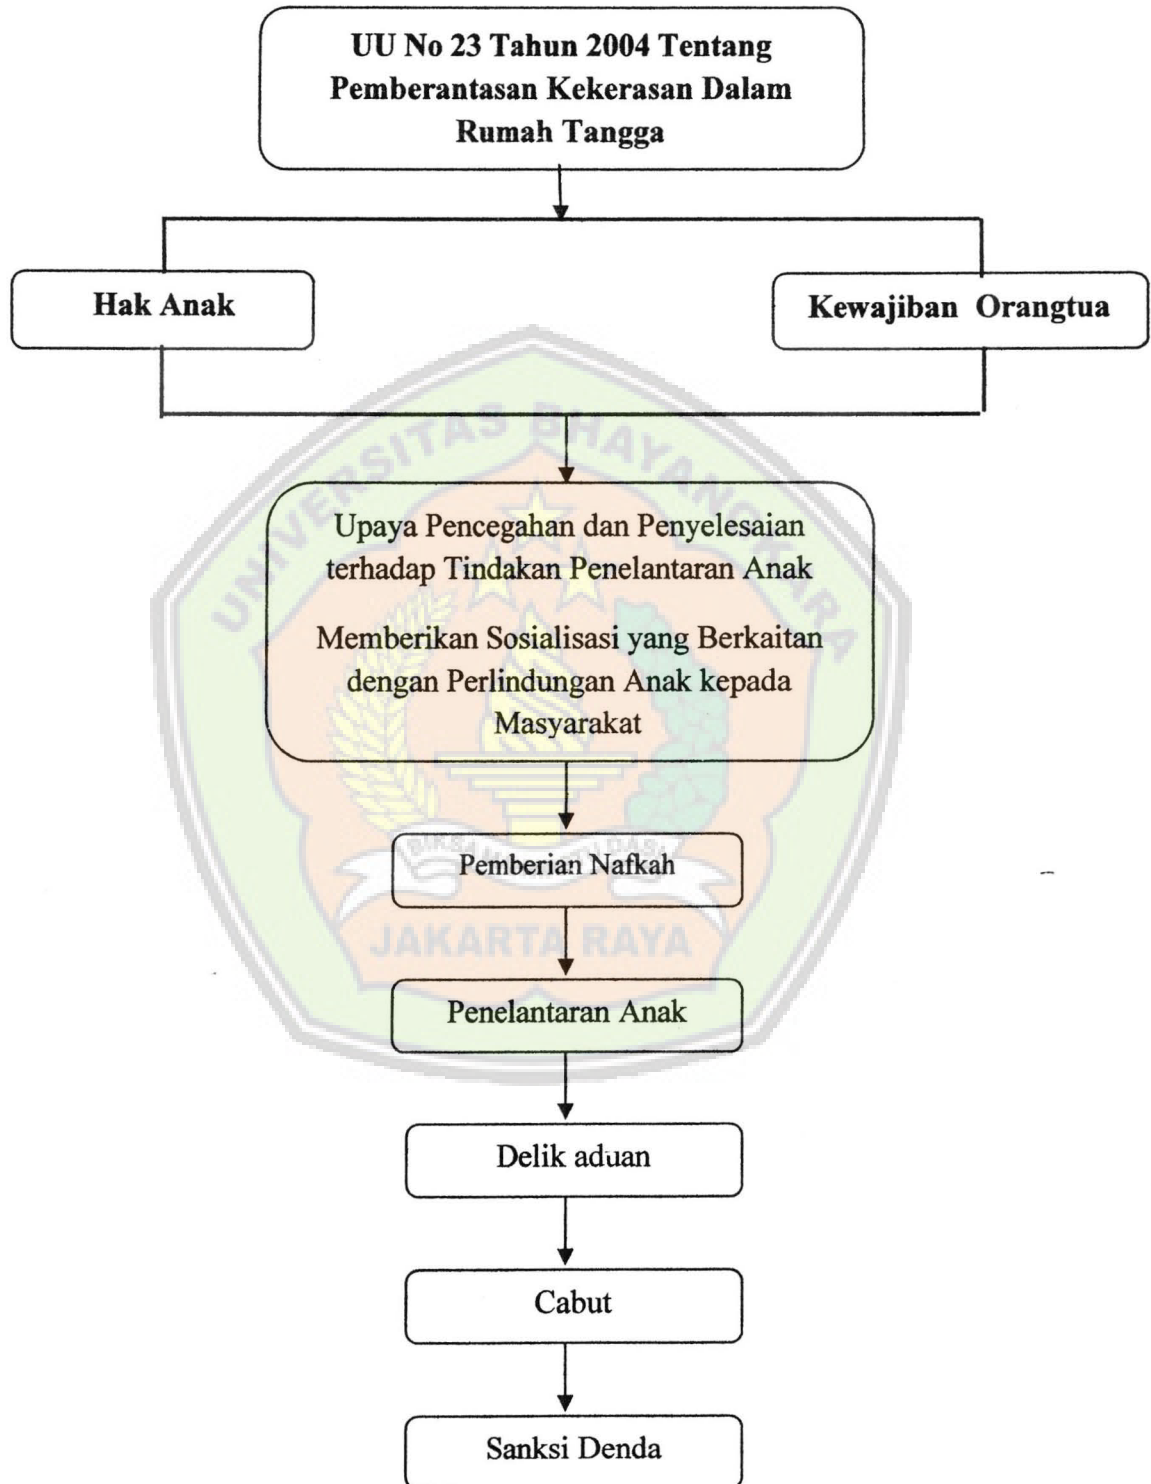 UU No 23 Tahun 2004 Tentang
Pemberantasan Kekerasan Dalam
Rumah Tangga
Hak Anak
Kewajiban Orangtua
UNIVERSITAS BHAYANGKARA
Upaya Pencegahan dan Penyelesaian
terhadap Tindakan Penelantaran Anak
Memberikan Sosialisasi yang Berkaitan
dengan Perlindungan Anak kepada
Masyarakat
Pemberian Nafkah
JAKARTA RAYA
Penelantaran Anak
Delik aduan
Cabut
Sanksi Denda